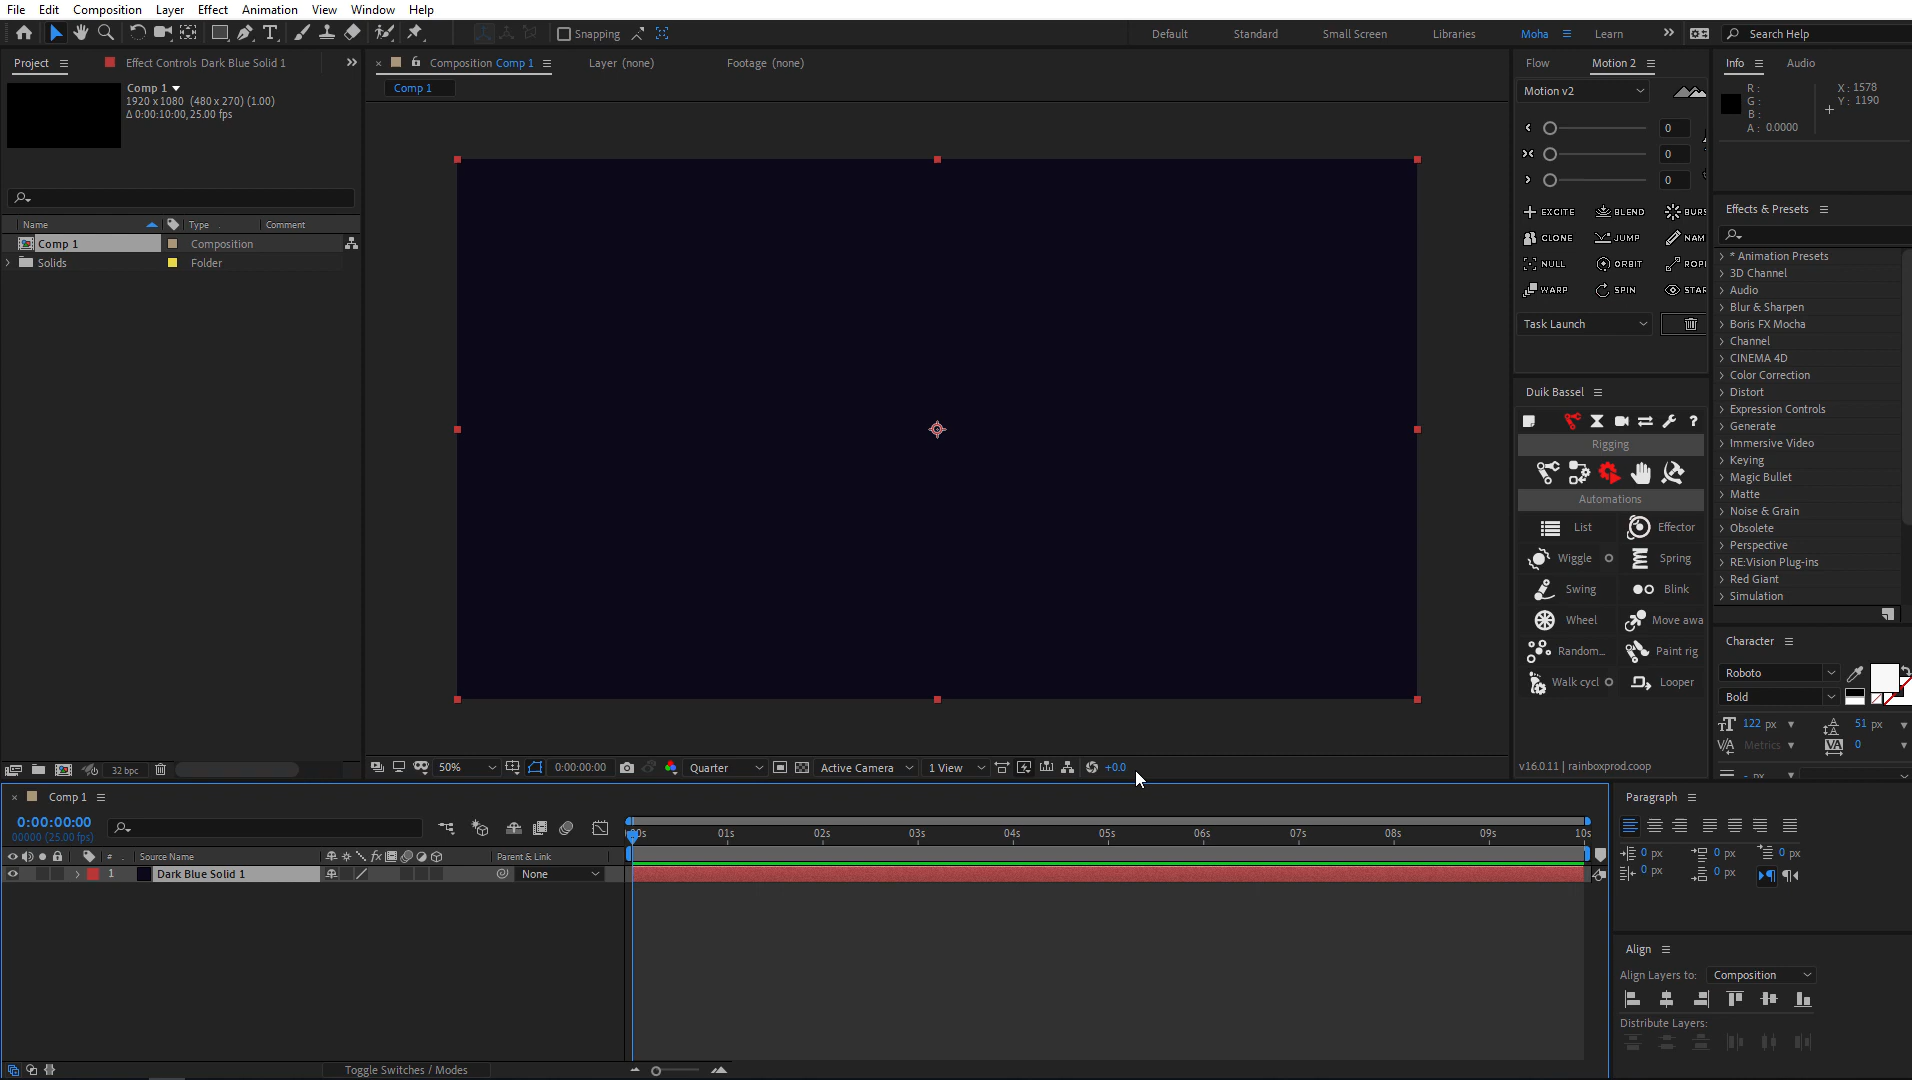 File Edit Composition Layer Effect Animation View Window Help
Snapping Default Standard Small Screen Libraries Moha Learn Search Help
Project Effect Controls Dark Blue Solid 1
Comp 1
1920 x 1080 (480 x 270) (1.00)
Δ 0:00:10:00, 25.00 fps
Name Type Comment
Comp 1 Composition
Solids Folder
32 bpc
Composition Comp 1 Layer (none) Footage (none)
Comp 1
50% 0:00:00:00 Quarter Active Camera 1 View +0.0
Flow Motion 2
Motion v2
0
0
0
EXCITE BLEND BURS
CLONE JUMP NAM
NULL ORBIT ROPI
WARP SPIN STAR
Task Launch
Duik Bassel
?
Rigging
Automations
List Effector
Wiggle Spring
Swing Blink
Wheel Move awa
Random... Paint rig
Walk cycl Looper
v16.0.11 | rainboxprod.coop
Info Audio
R : X : 1578
G : Y : 1190
B :
A : 0.0000
Effects & Presets
* Animation Presets
3D Channel
Audio
Blur & Sharpen
Boris FX Mocha
Channel
CINEMA 4D
Color Correction
Distort
Expression Controls
Generate
Immersive Video
Keying
Magic Bullet
Matte
Noise & Grain
Obsolete
Perspective
RE:Vision Plug-ins
Red Giant
Simulation
Character
Roboto
Bold
122 px 51 px
Metrics 0
- px
Comp 1
0:00:00:00
00000 (25.00 fps)
# Source Name Parent & Link
1 Dark Blue Solid 1 None
:00s 01s 02s 03s 04s 05s 06s 07s 08s 09s 10s
Toggle Switches / Modes
Paragraph
0 px 0 px 0 px
0 px 0 px
Align
Align Layers to: Composition
Distribute Layers: